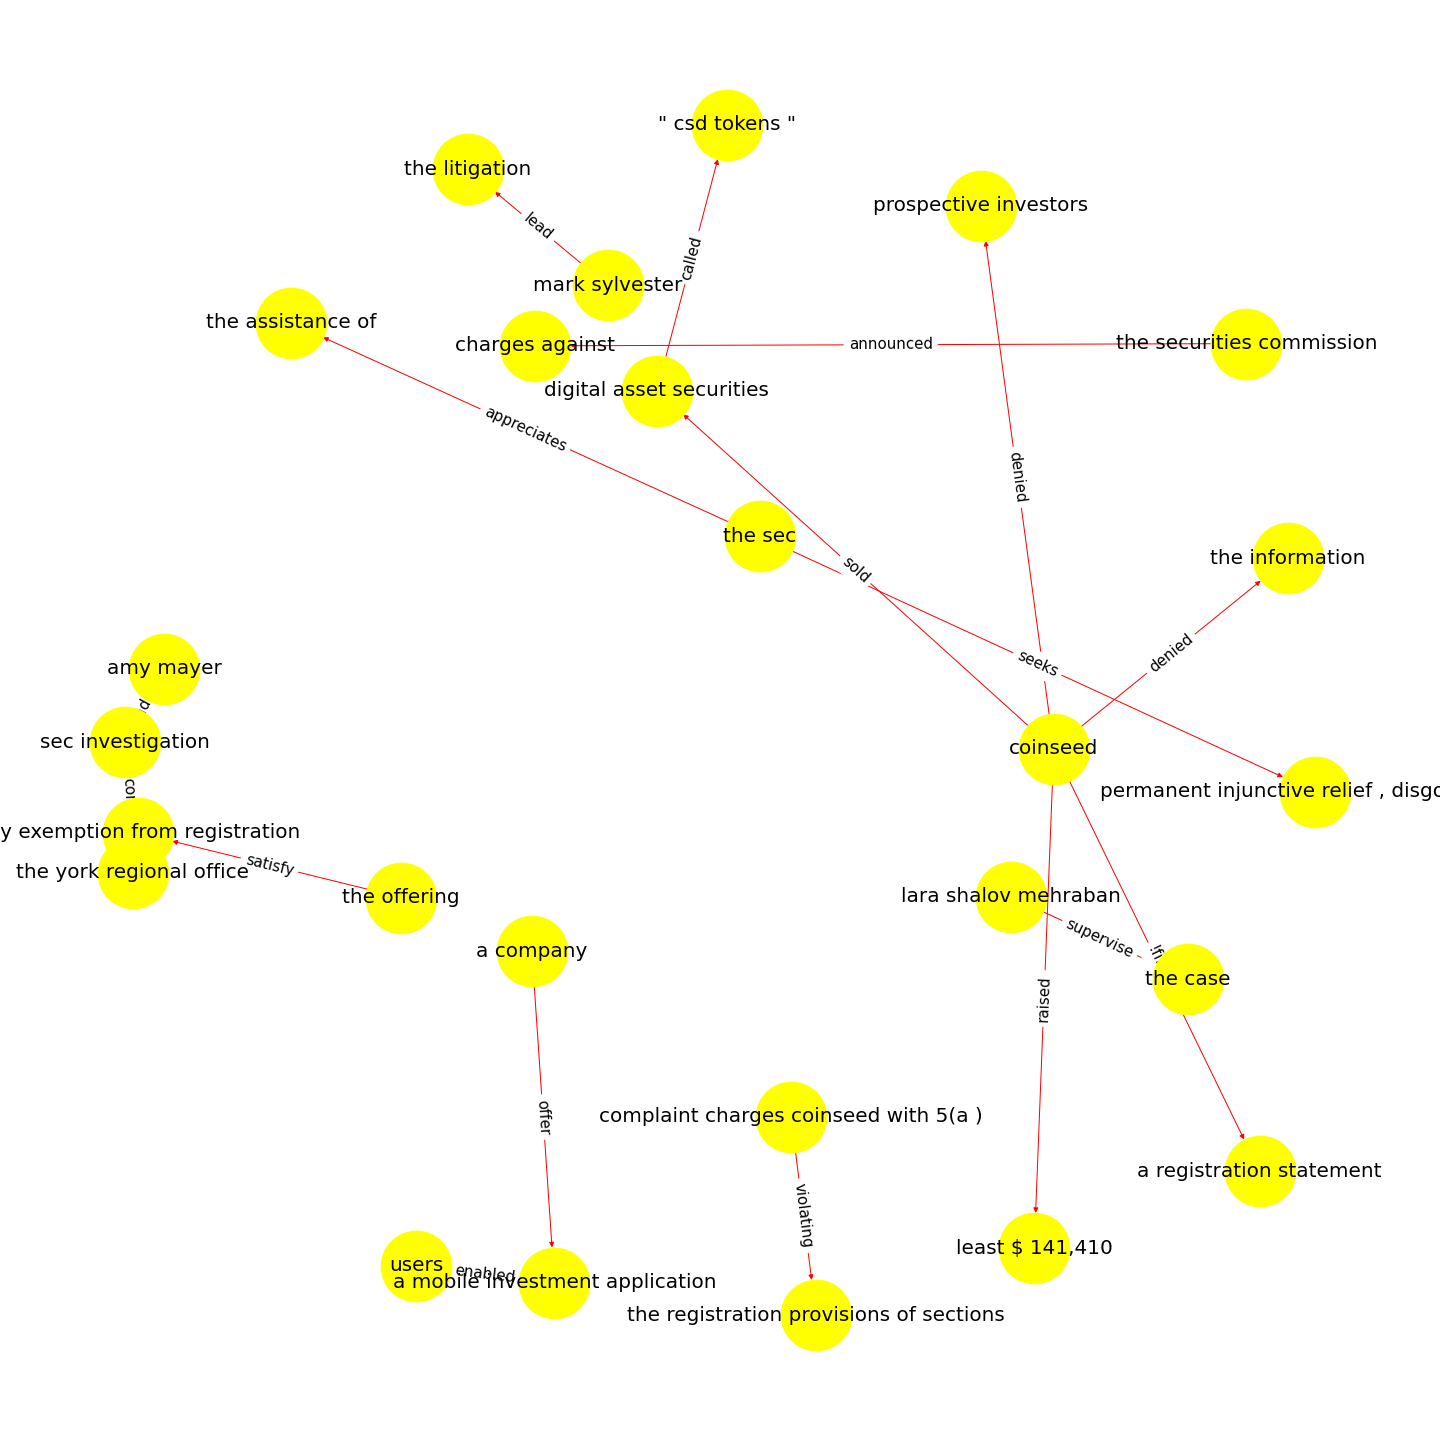 " csd tokens "
the litigation
prospective investors
lead
called
mark sylvester
the assistance of
charges against
announced
the securities commission
digital asset securities
appreciates
denied
the sec
the information
sold
denied
seeks
amy mayer
sec investigation
coinseed
permanent injunctive relief , disgo
y exemption from registration
satisfy
the york regional office
the offering
lara shalov mehraban
supervise
a company
the case
raised
offer
complaint charges coinseed with 5(a )
a registration statement
violating
least $ 141,410
users
enabled
a mobile investment application
the registration provisions of sections